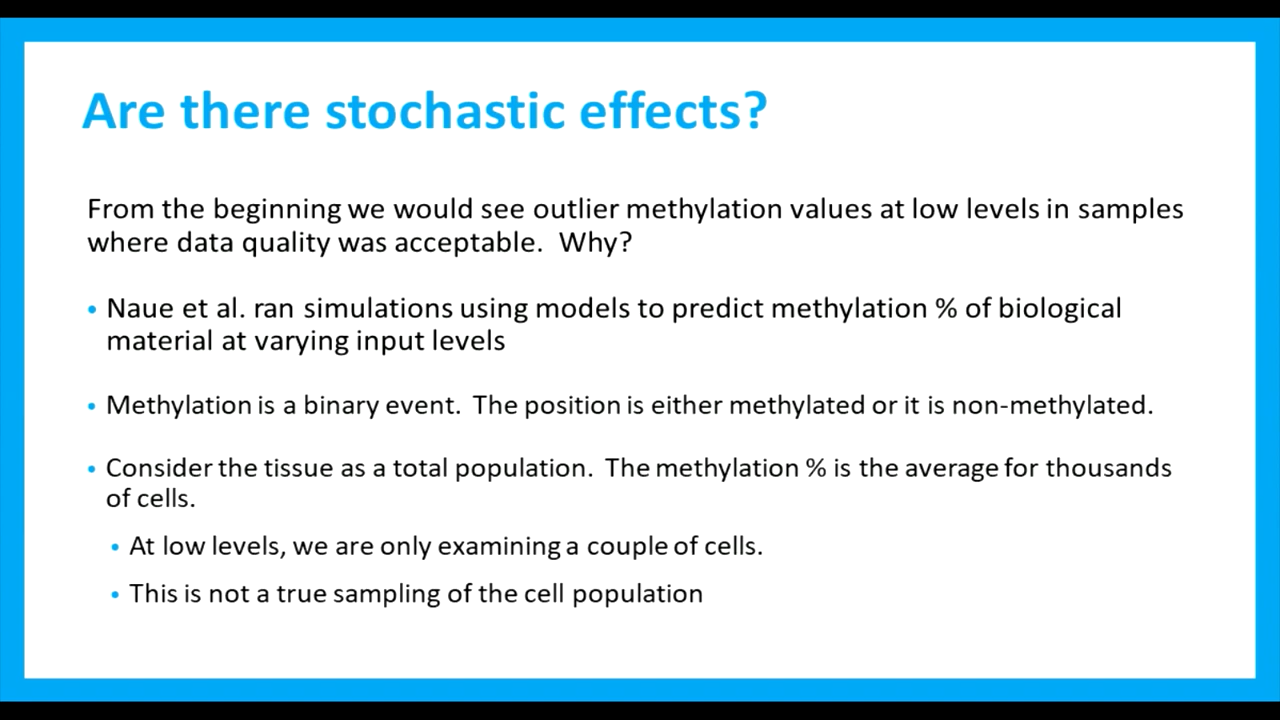 Are there stochastic effects?
From the beginning we would see outlier methylation values at low levels in samples
where data quality was acceptable.  Why?
• Naue et al. ran simulations using models to predict methylation % of biological
material at varying input levels
• Methylation is a binary event.  The position is either methylated or it is non-methylated.
• Consider the tissue as a total population.  The methylation % is the average for thousands
of cells.
• At low levels, we are only examining a couple of cells.
• This is not a true sampling of the cell population